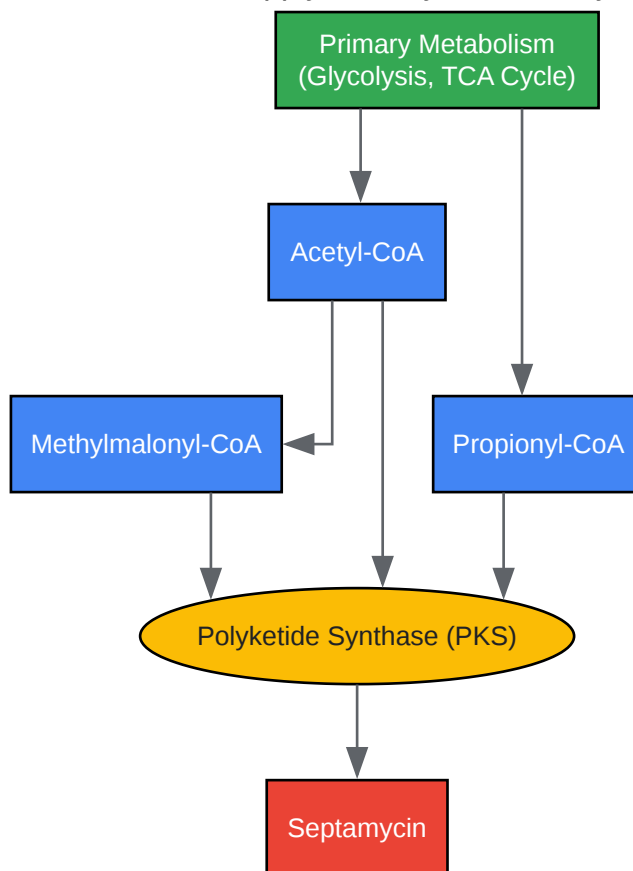 Primary Metabolism
(Glycolysis, TCA Cycle)
Acetyl-CoA
Methylmalonyl-CoA
Propionyl-CoA
Polyketide Synthase (PKS)
Septamycin